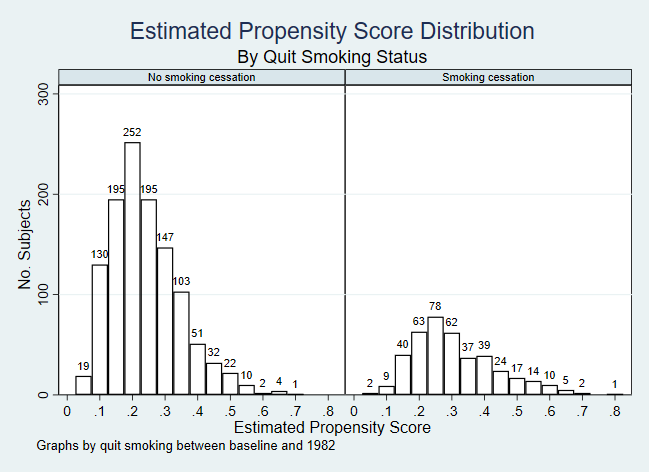 Estimated Propensity Score Distribution
By Quit Smoking Status
No smoking cessation Smoking cessation
300
200
100
0
No. Subjects
19 130 195 252 195 147 103 51 32 22 10 2 4 1
2 9 40 63 78 62 37 39 24 17 14 10 5 2 1
0 .1 .2 .3 .4 .5 .6 .7 .8 0 .1 .2 .3 .4 .5 .6 .7 .8
Estimated Propensity Score
Graphs by quit smoking between baseline and 1982